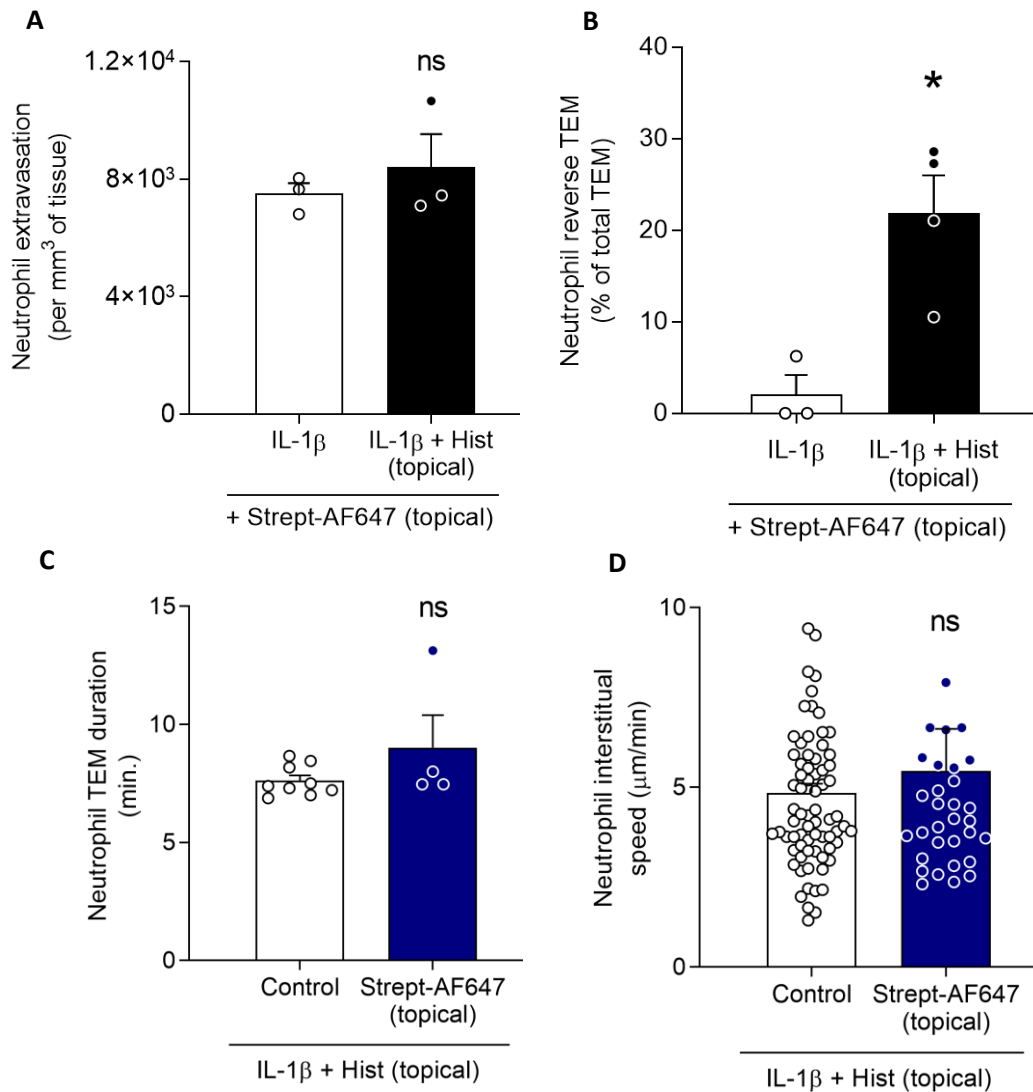 A
Neutrophil extravasation
(per mm³ of tissue)
1.2×10⁴
8×10³
4×10³
0
ns
IL-1β
IL-1β + Hist
(topical)
+ Strept-AF647 (topical)
B
Neutrophil reverse TEM
(% of total TEM)
40
30
20
10
0
*
IL-1β
IL-1β + Hist
(topical)
+ Strept-AF647 (topical)
C
Neutrophil TEM duration
(min.)
15
10
5
0
ns
Control
Strept-AF647
(topical)
IL-1β + Hist (topical)
D
Neutrophil interstitual
speed (μm/min)
10
5
0
ns
Control
Strept-AF647
(topical)
IL-1β + Hist (topical)